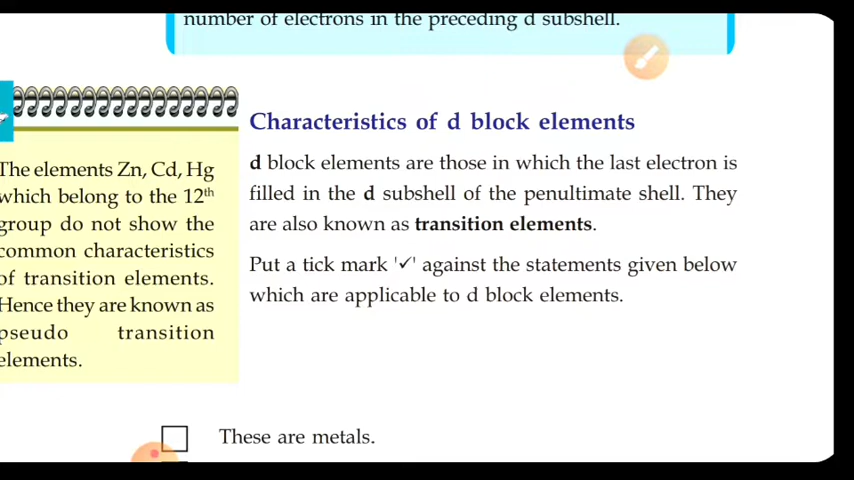 number of electrons in the preceding d subshell.
Characteristics of d block elements
d block elements are those in which the last electron is
filled in the d subshell of the penultimate shell. They
are also known as transition elements.
Put a tick mark '✓' against the statements given below
which are applicable to d block elements.
The elements Zn, Cd, Hg
which belong to the 12th
group do not show the
common characteristics
of transition elements.
Hence they are known as
pseudo transition
elements.
These are metals.